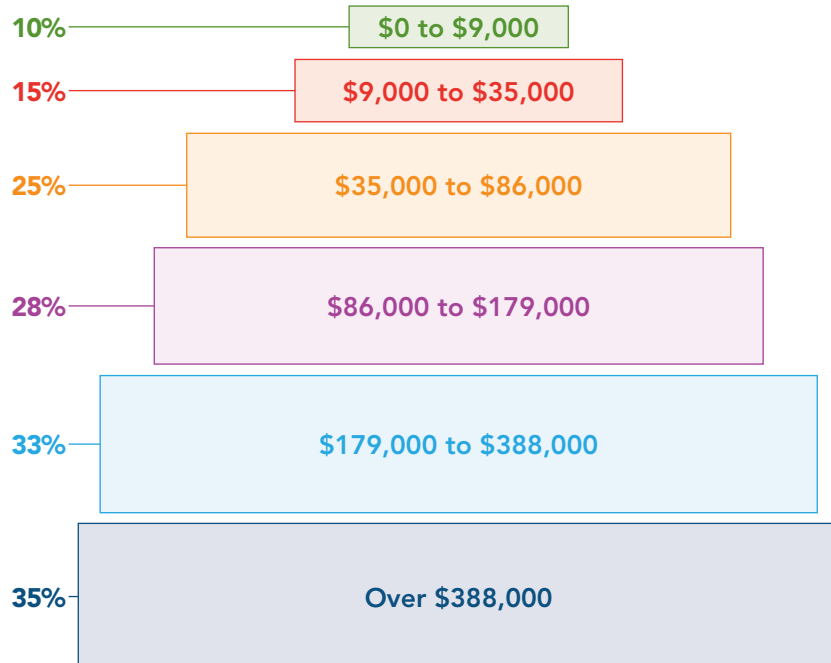 10% $0 to $9,000
15% $9,000 to $35,000
25% $35,000 to $86,000
28% $86,000 to $179,000
33% $179,000 to $388,000
35% Over $388,000